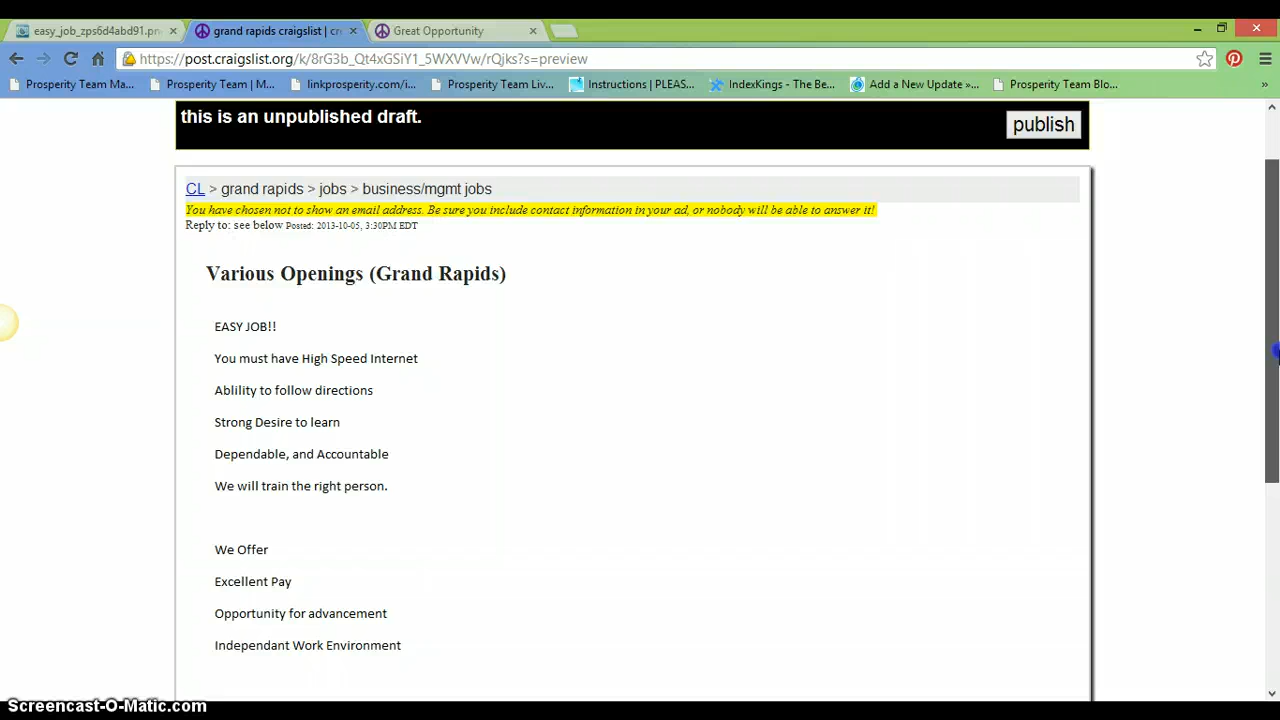 easy_job_zps6d4abd91.pn
grand rapids craigslist | cr
Great Opportunity
https://post.craigslist.org/k/8rG3b_Qt4xGSiY1_5WXVVw/rQjks?s=preview
Prosperity Team Ma...
Prosperity Team | M...
linkprosperity.com/i...
Prosperity Team Liv...
Instructions | PLEAS...
IndexKings - The Be...
Add a New Update »...
Prosperity Team Blo...
»
this is an unpublished draft.
publish
CL > grand rapids > jobs > business/mgmt jobs
You have chosen not to show an email address. Be sure you include contact information in your ad, or nobody will be able to answer it!
Reply to: see below Posted: 2013-10-05, 3:30PM EDT
Various Openings (Grand Rapids)
EASY JOB!!
You must have High Speed Internet
Ablility to follow directions
Strong Desire to learn
Dependable, and Accountable
We will train the right person.
We Offer
Excellent Pay
Opportunity for advancement
Independant Work Environment
Screencast-O-Matic.com